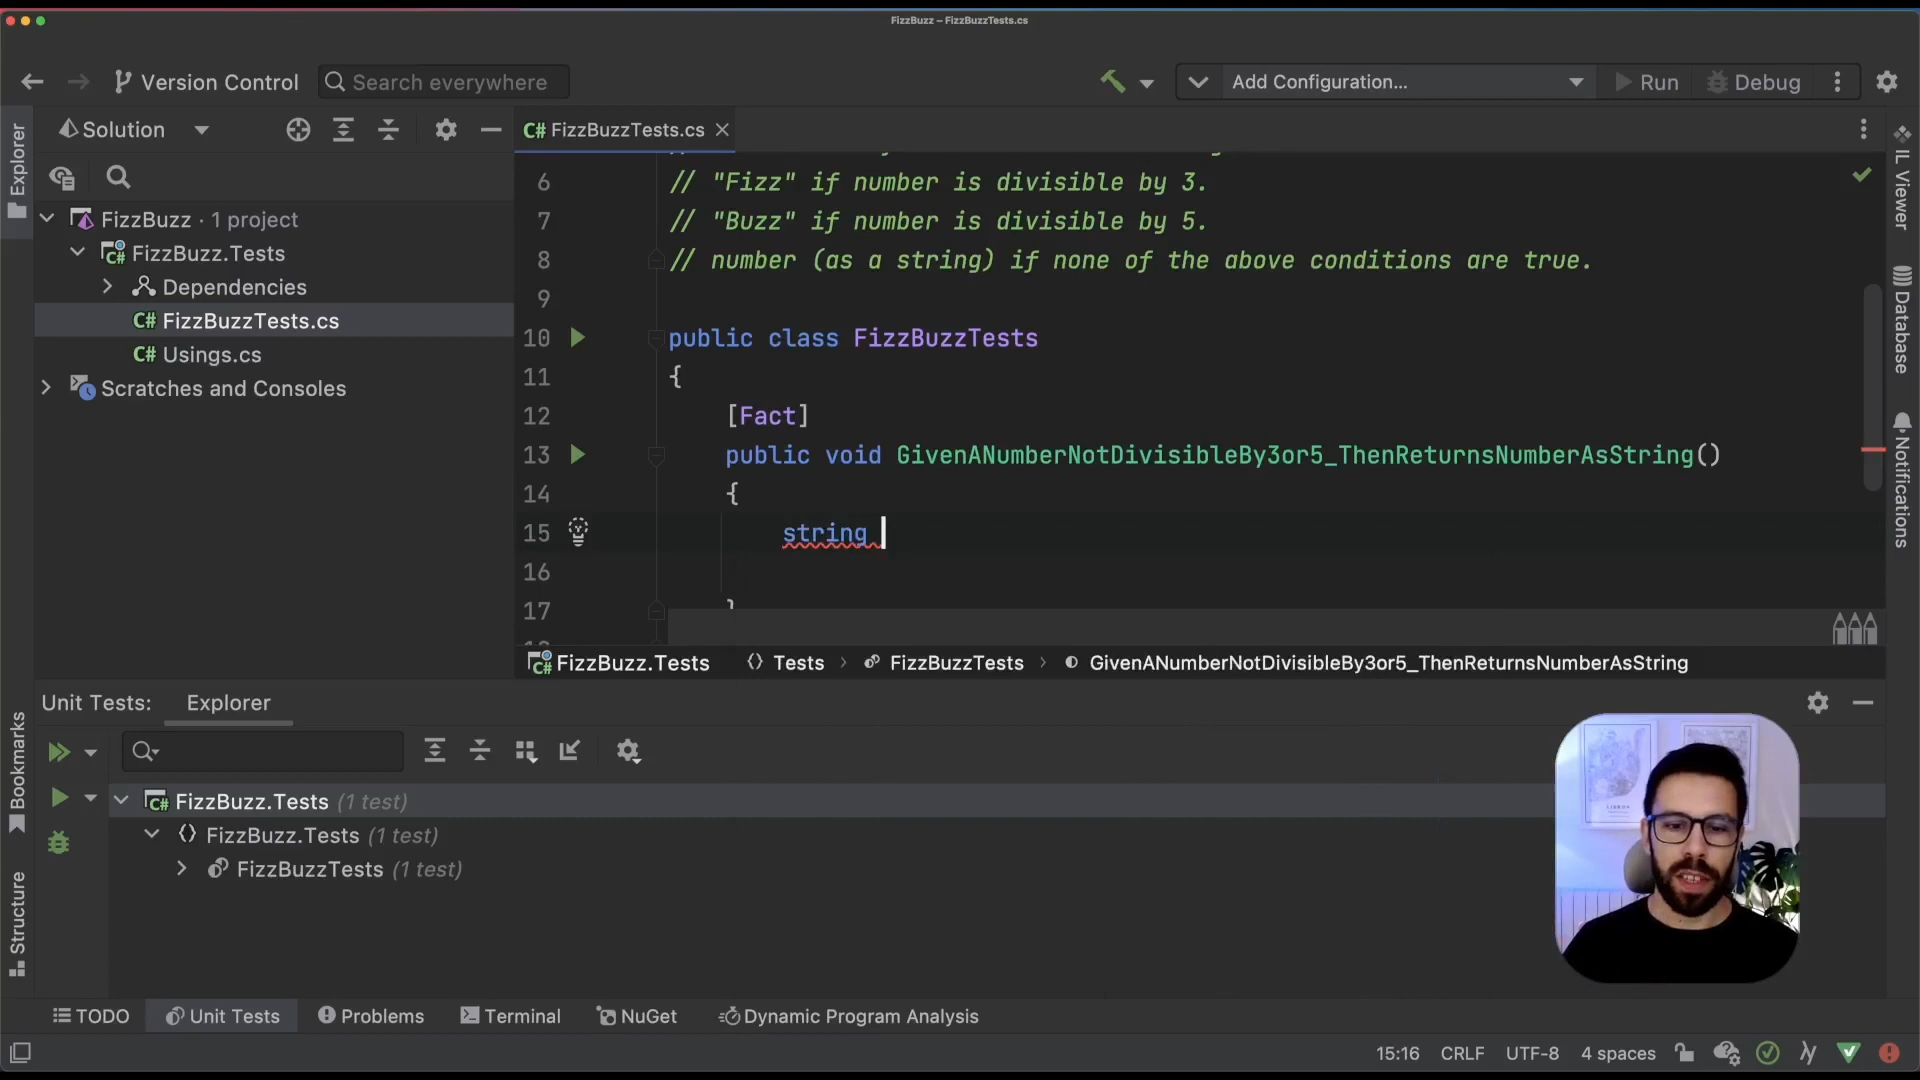 FizzBuzz – FizzBuzzTests.cs
Version Control
Search everywhere
Add Configuration...
Run
Debug
Explorer
Solution
C# FizzBuzzTests.cs
FizzBuzz · 1 project
FizzBuzz.Tests
Dependencies
C# FizzBuzzTests.cs
C# Usings.cs
Scratches and Consoles
6 // "Fizz" if number is divisible by 3.
7 // "Buzz" if number is divisible by 5.
8 // number (as a string) if none of the above conditions are true.
9
10 public class FizzBuzzTests
11 {
12 [Fact]
13 public void GivenANumberNotDivisibleBy3or5_ThenReturnsNumberAsString()
14 {
15 string
16
17 }
IL Viewer
Database
Notifications
FizzBuzz.Tests
Tests
FizzBuzzTests
GivenANumberNotDivisibleBy3or5_ThenReturnsNumberAsString
Unit Tests: Explorer
FizzBuzz.Tests (1 test)
FizzBuzz.Tests (1 test)
FizzBuzzTests (1 test)
Bookmarks
Structure
TODO
Unit Tests
Problems
Terminal
NuGet
Dynamic Program Analysis
15:16 CRLF UTF-8 4 spaces